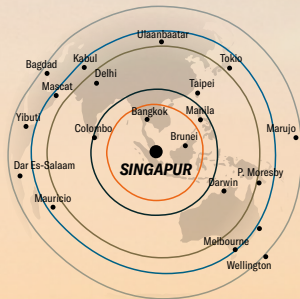 Ulaanbaatar
Bagdad
Kabul
Tokio
Delhi
Mascat
Taipei
Yibuti
Bangkok
Manila
Colombo
Marujo
Brunei
SINGAPUR
Dar Es-Salaam
P. Moresby
Darwin
Mauricio
Melbourne
Wellington